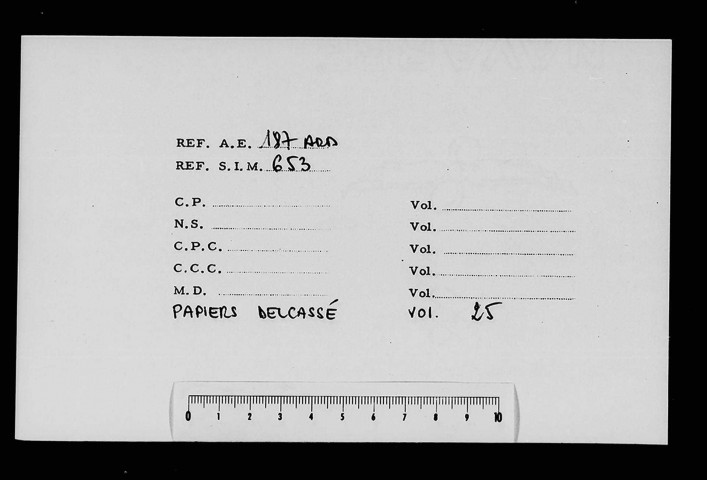 REF. A.E. 187 ADD
REF. S.I.M. 653
C.P. Vol.
N.S. Vol.
C.P.C. Vol.
C.C.C. Vol.
M.D. Vol.
PAPIERS DELCASSÉ VOl. 25
0 1 2 3 4 5 6 7 8 9 10